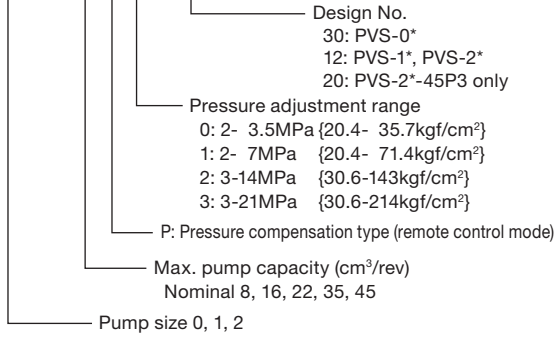 Design No.
30: PVS-0*
12: PVS-1*, PVS-2*
20: PVS-2*-45P3 only
Pressure adjustment range
0: 2- 3.5MPa {20.4- 35.7kgf/cm²}
1: 2- 7MPa {20.4- 71.4kgf/cm²}
2: 3-14MPa {30.6-143kgf/cm²}
3: 3-21MPa {30.6-214kgf/cm²}
P: Pressure compensation type (remote control mode)
Max. pump capacity (cm³/rev)
Nominal 8, 16, 22, 35, 45
Pump size 0, 1, 2